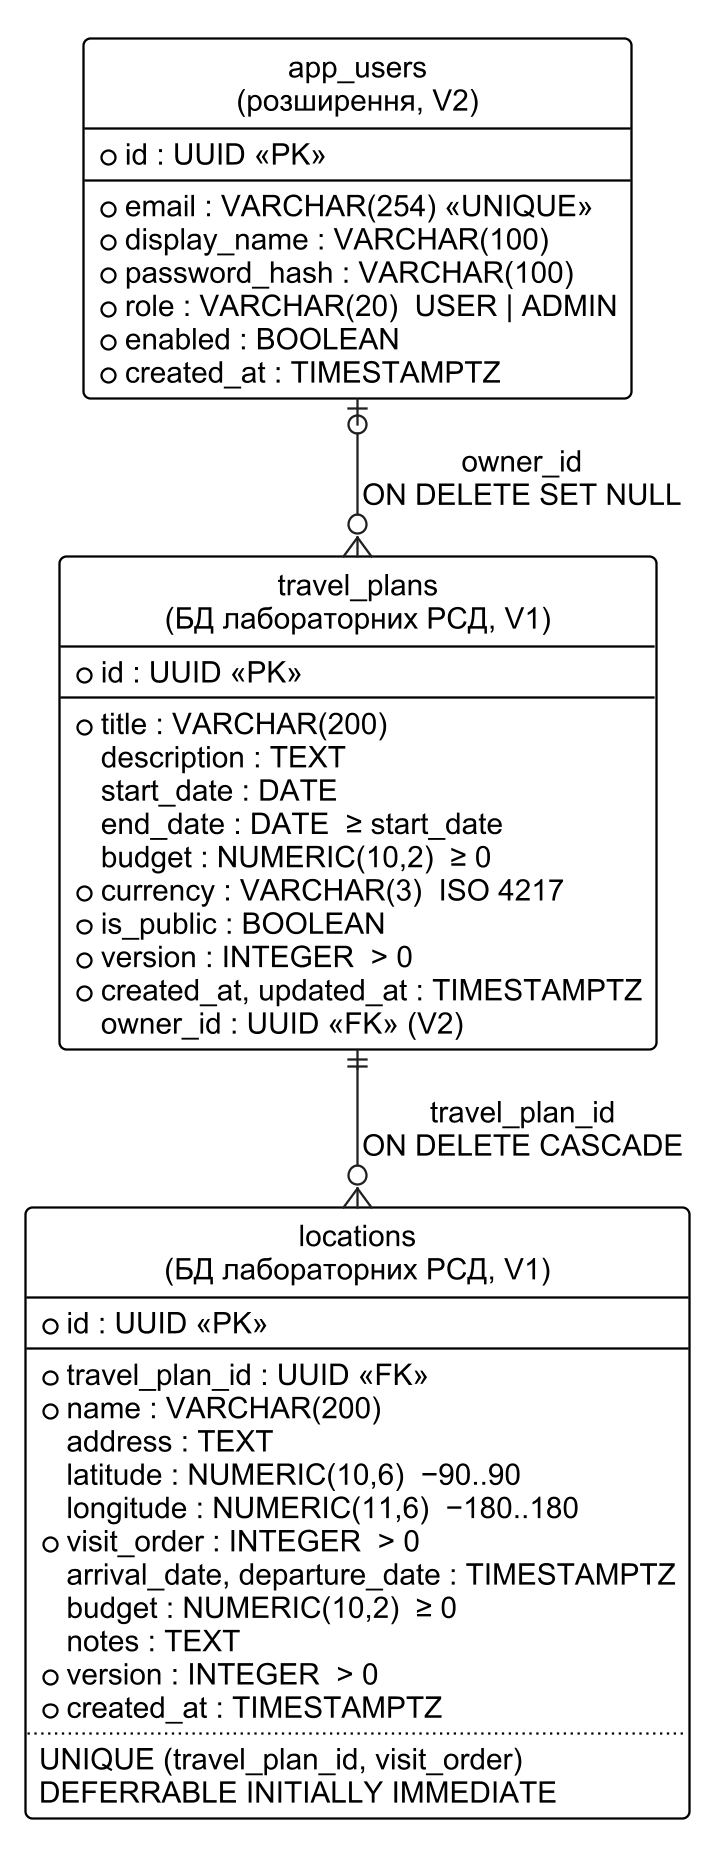 app_users
(розширення, V2)
id : UUID «PK»
email : VARCHAR(254) «UNIQUE»
display_name : VARCHAR(100)
password_hash : VARCHAR(100)
role : VARCHAR(20)  USER | ADMIN
enabled : BOOLEAN
created_at : TIMESTAMPTZ
owner_id
ON DELETE SET NULL
travel_plans
(БД лабораторних РСД, V1)
id : UUID «PK»
title : VARCHAR(200)
description : TEXT
start_date : DATE
end_date : DATE  ≥ start_date
budget : NUMERIC(10,2)  ≥ 0
currency : VARCHAR(3)  ISO 4217
is_public : BOOLEAN
version : INTEGER  > 0
created_at, updated_at : TIMESTAMPTZ
owner_id : UUID «FK» (V2)
travel_plan_id
ON DELETE CASCADE
locations
(БД лабораторних РСД, V1)
id : UUID «PK»
travel_plan_id : UUID «FK»
name : VARCHAR(200)
address : TEXT
latitude : NUMERIC(10,6)  −90..90
longitude : NUMERIC(11,6)  −180..180
visit_order : INTEGER  > 0
arrival_date, departure_date : TIMESTAMPTZ
budget : NUMERIC(10,2)  ≥ 0
notes : TEXT
version : INTEGER  > 0
created_at : TIMESTAMPTZ
UNIQUE (travel_plan_id, visit_order)
DEFERRABLE INITIALLY IMMEDIATE